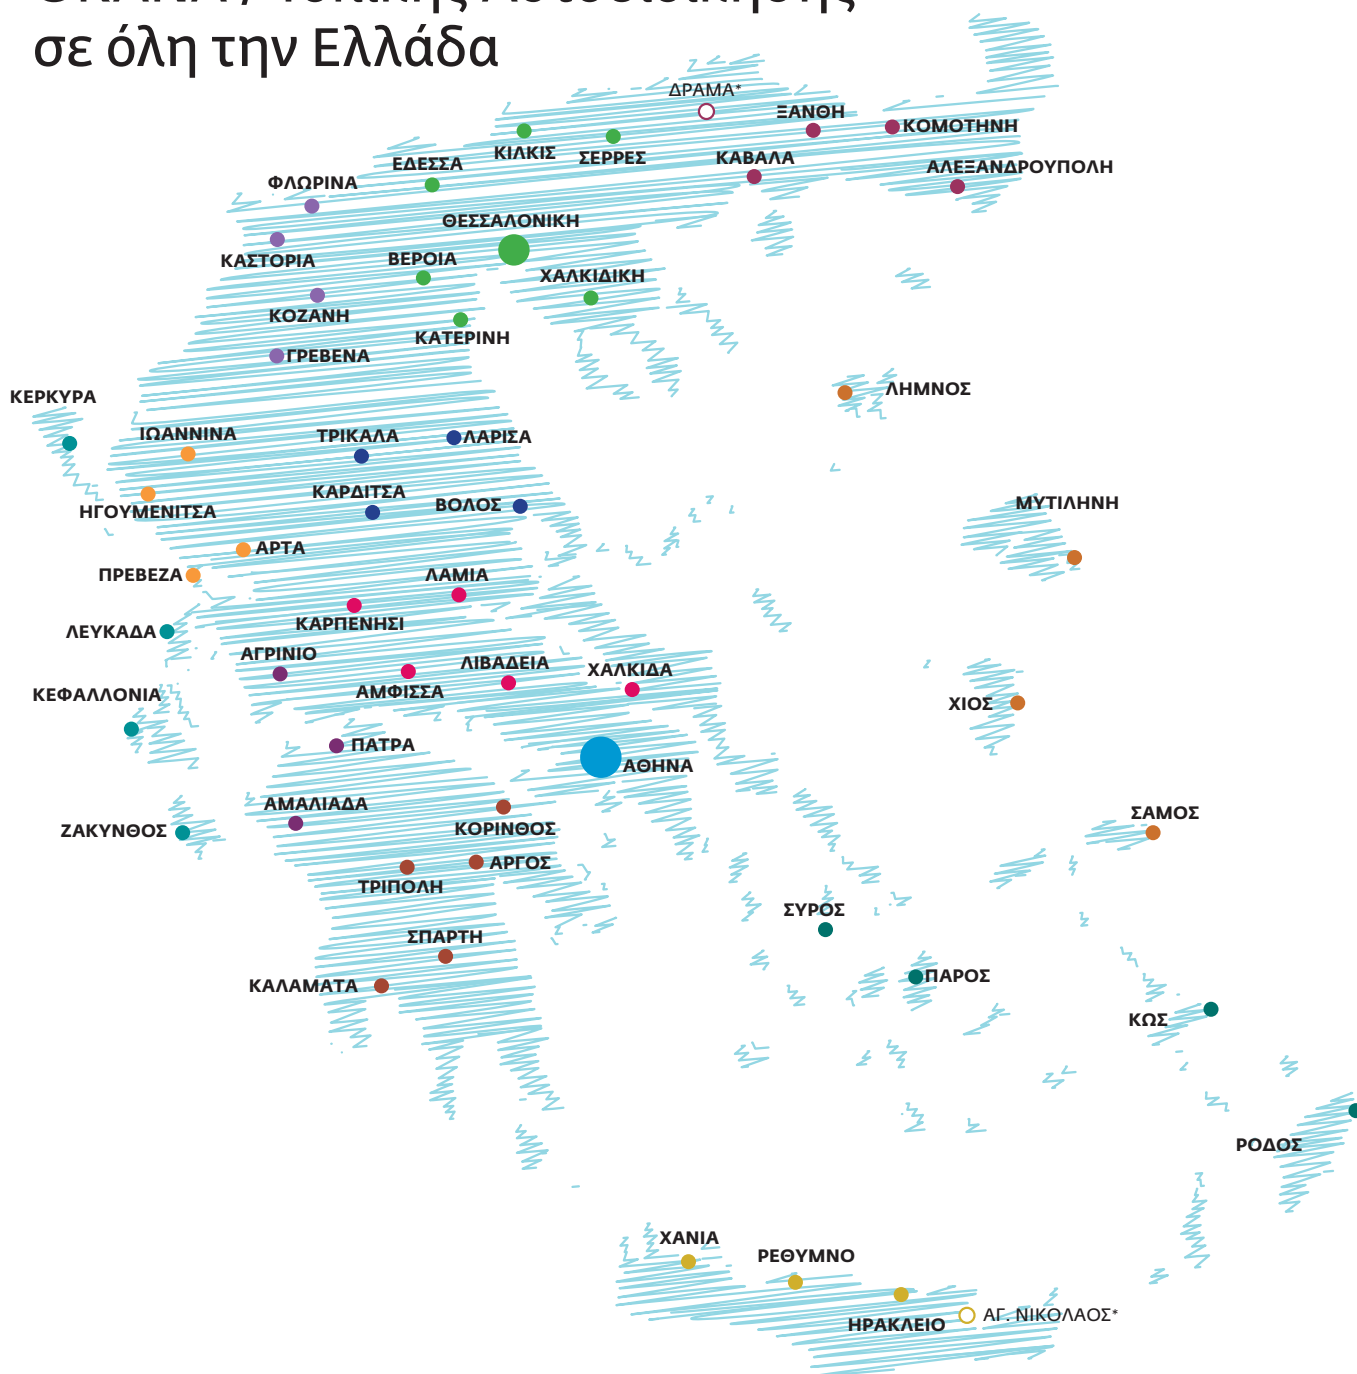 σε όλη την Ελλάδα
ΔΡΑΜΑ*
ΞΑΝΘΗ
ΚΟΜΟΤΗΝΗ
ΚΙΛΚΙΣ
ΣΕΡΡΕΣ
ΚΑΒΑΛΑ
ΕΔΕΣΣΑ
ΑΛΕΞΑΝΔΡΟΥΠΟΛΗ
ΦΛΩΡΙΝΑ
ΘΕΣΣΑΛΟΝΙΚΗ
ΚΑΣΤΟΡΙΑ
ΒΕΡΟΙΑ
ΧΑΛΚΙΔΙΚΗ
ΚΟΖΑΝΗ
ΚΑΤΕΡΙΝΗ
ΓΡΕΒΕΝΑ
ΚΕΡΚΥΡΑ
ΛΗΜΝΟΣ
ΙΩΑΝΝΙΝΑ
ΤΡΙΚΑΛΑ
ΛΑΡΙΣΑ
ΚΑΡΔΙΤΣΑ
ΒΟΛΟΣ
ΜΥΤΙΛΗΝΗ
ΗΓΟΥΜΕΝΙΤΣΑ
ΑΡΤΑ
ΠΡΕΒΕΖΑ
ΛΑΜΙΑ
ΚΑΡΠΕΝΗΣΙ
ΛΕΥΚΑΔΑ
ΑΓΡΙΝΙΟ
ΛΙΒΑΔΕΙΑ
ΧΑΛΚΙΔΑ
ΚΕΦΑΛΛΟΝΙΑ
ΑΜΦΙΣΣΑ
ΧΙΟΣ
ΠΑΤΡΑ
ΑΘΗΝΑ
ΑΜΑΛΙΑΔΑ
ΣΑΜΟΣ
ΖΑΚΥΝΘΟΣ
ΚΟΡΙΝΘΟΣ
ΑΡΓΟΣ
ΤΡΙΠΟΛΗ
ΣΥΡΟΣ
ΣΠΑΡΤΗ
ΚΑΛΑΜΑΤΑ
ΠΑΡΟΣ
ΚΩΣ
ΡΟΔΟΣ
ΧΑΝΙΑ
ΡΕΘΥΜΝΟ
ΗΡΑΚΛΕΙΟ
ΑΓ. ΝΙΚΟΛΑΟΣ*